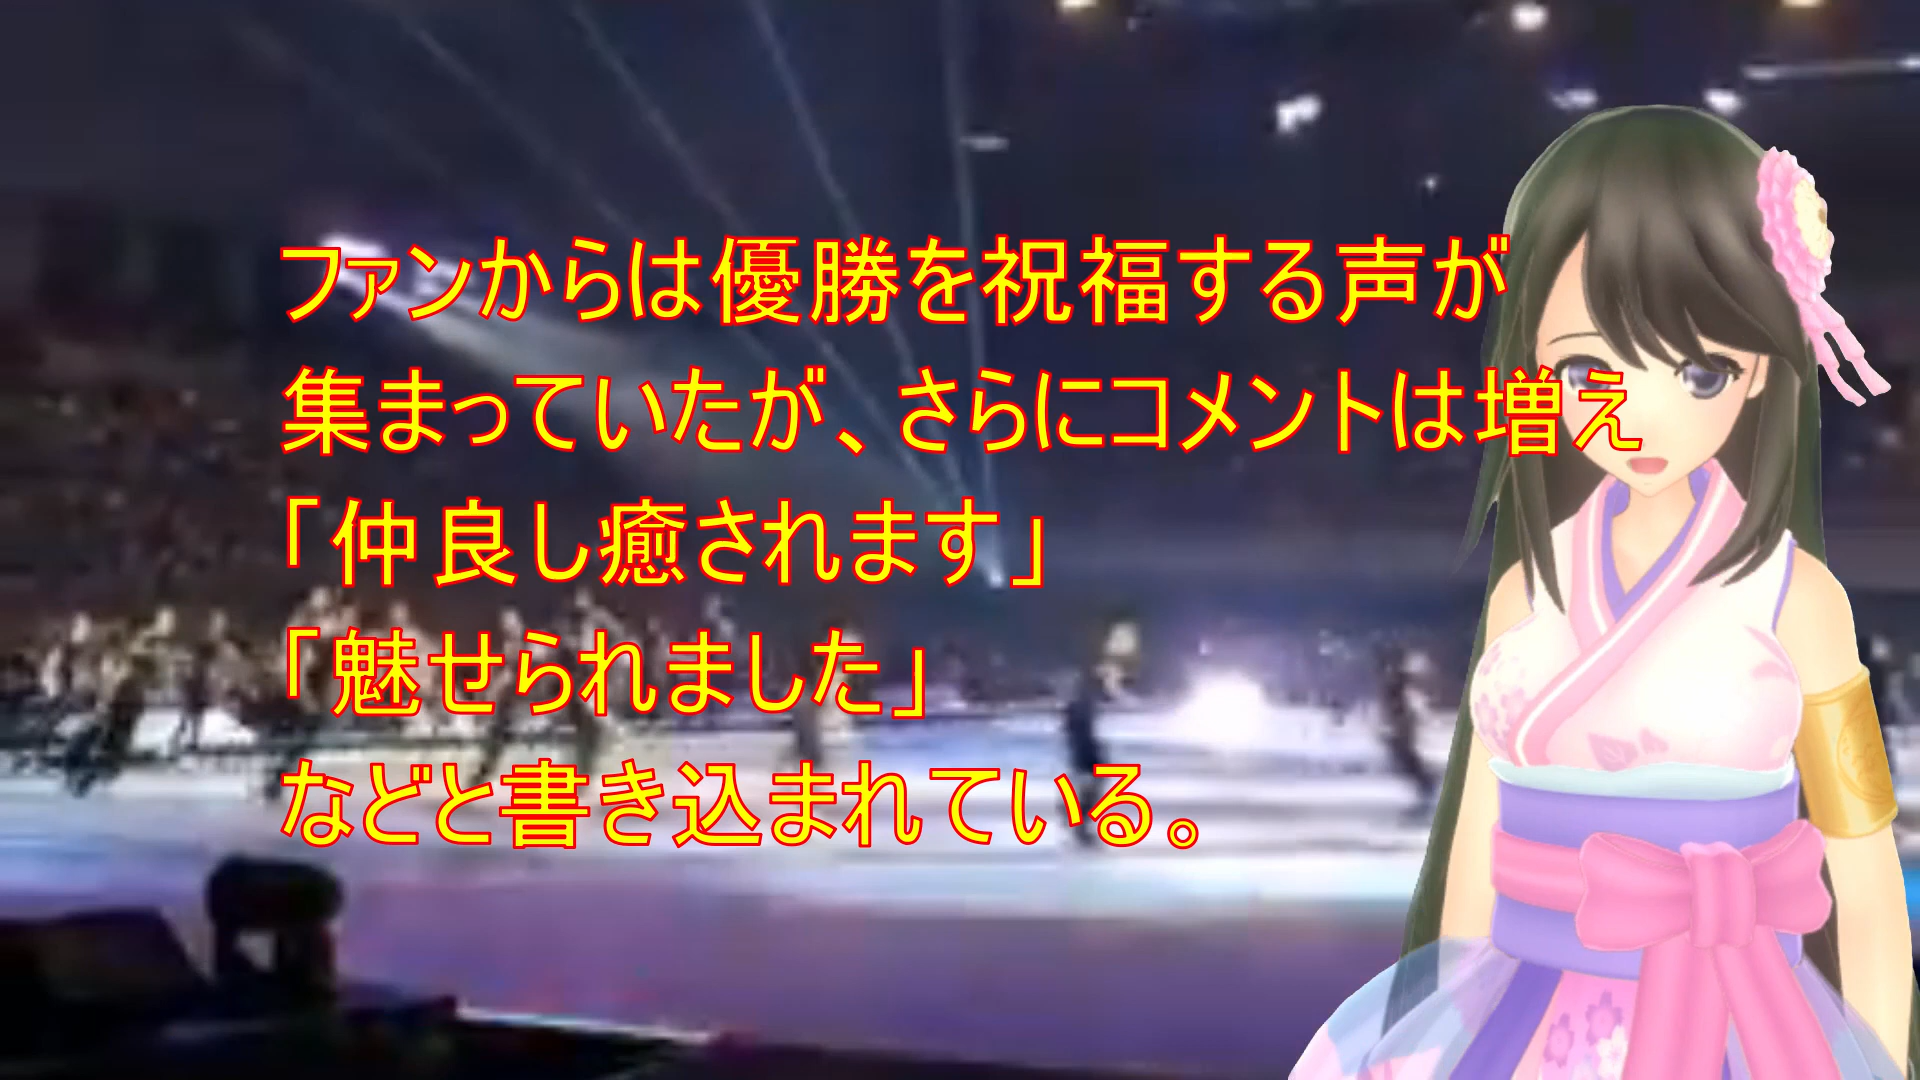 ファンからは優勝を祝福する声が
集まっていたが、さらにコメントは増え
「仲良し癒されます」
「魅せられました」
などと書き込まれている。